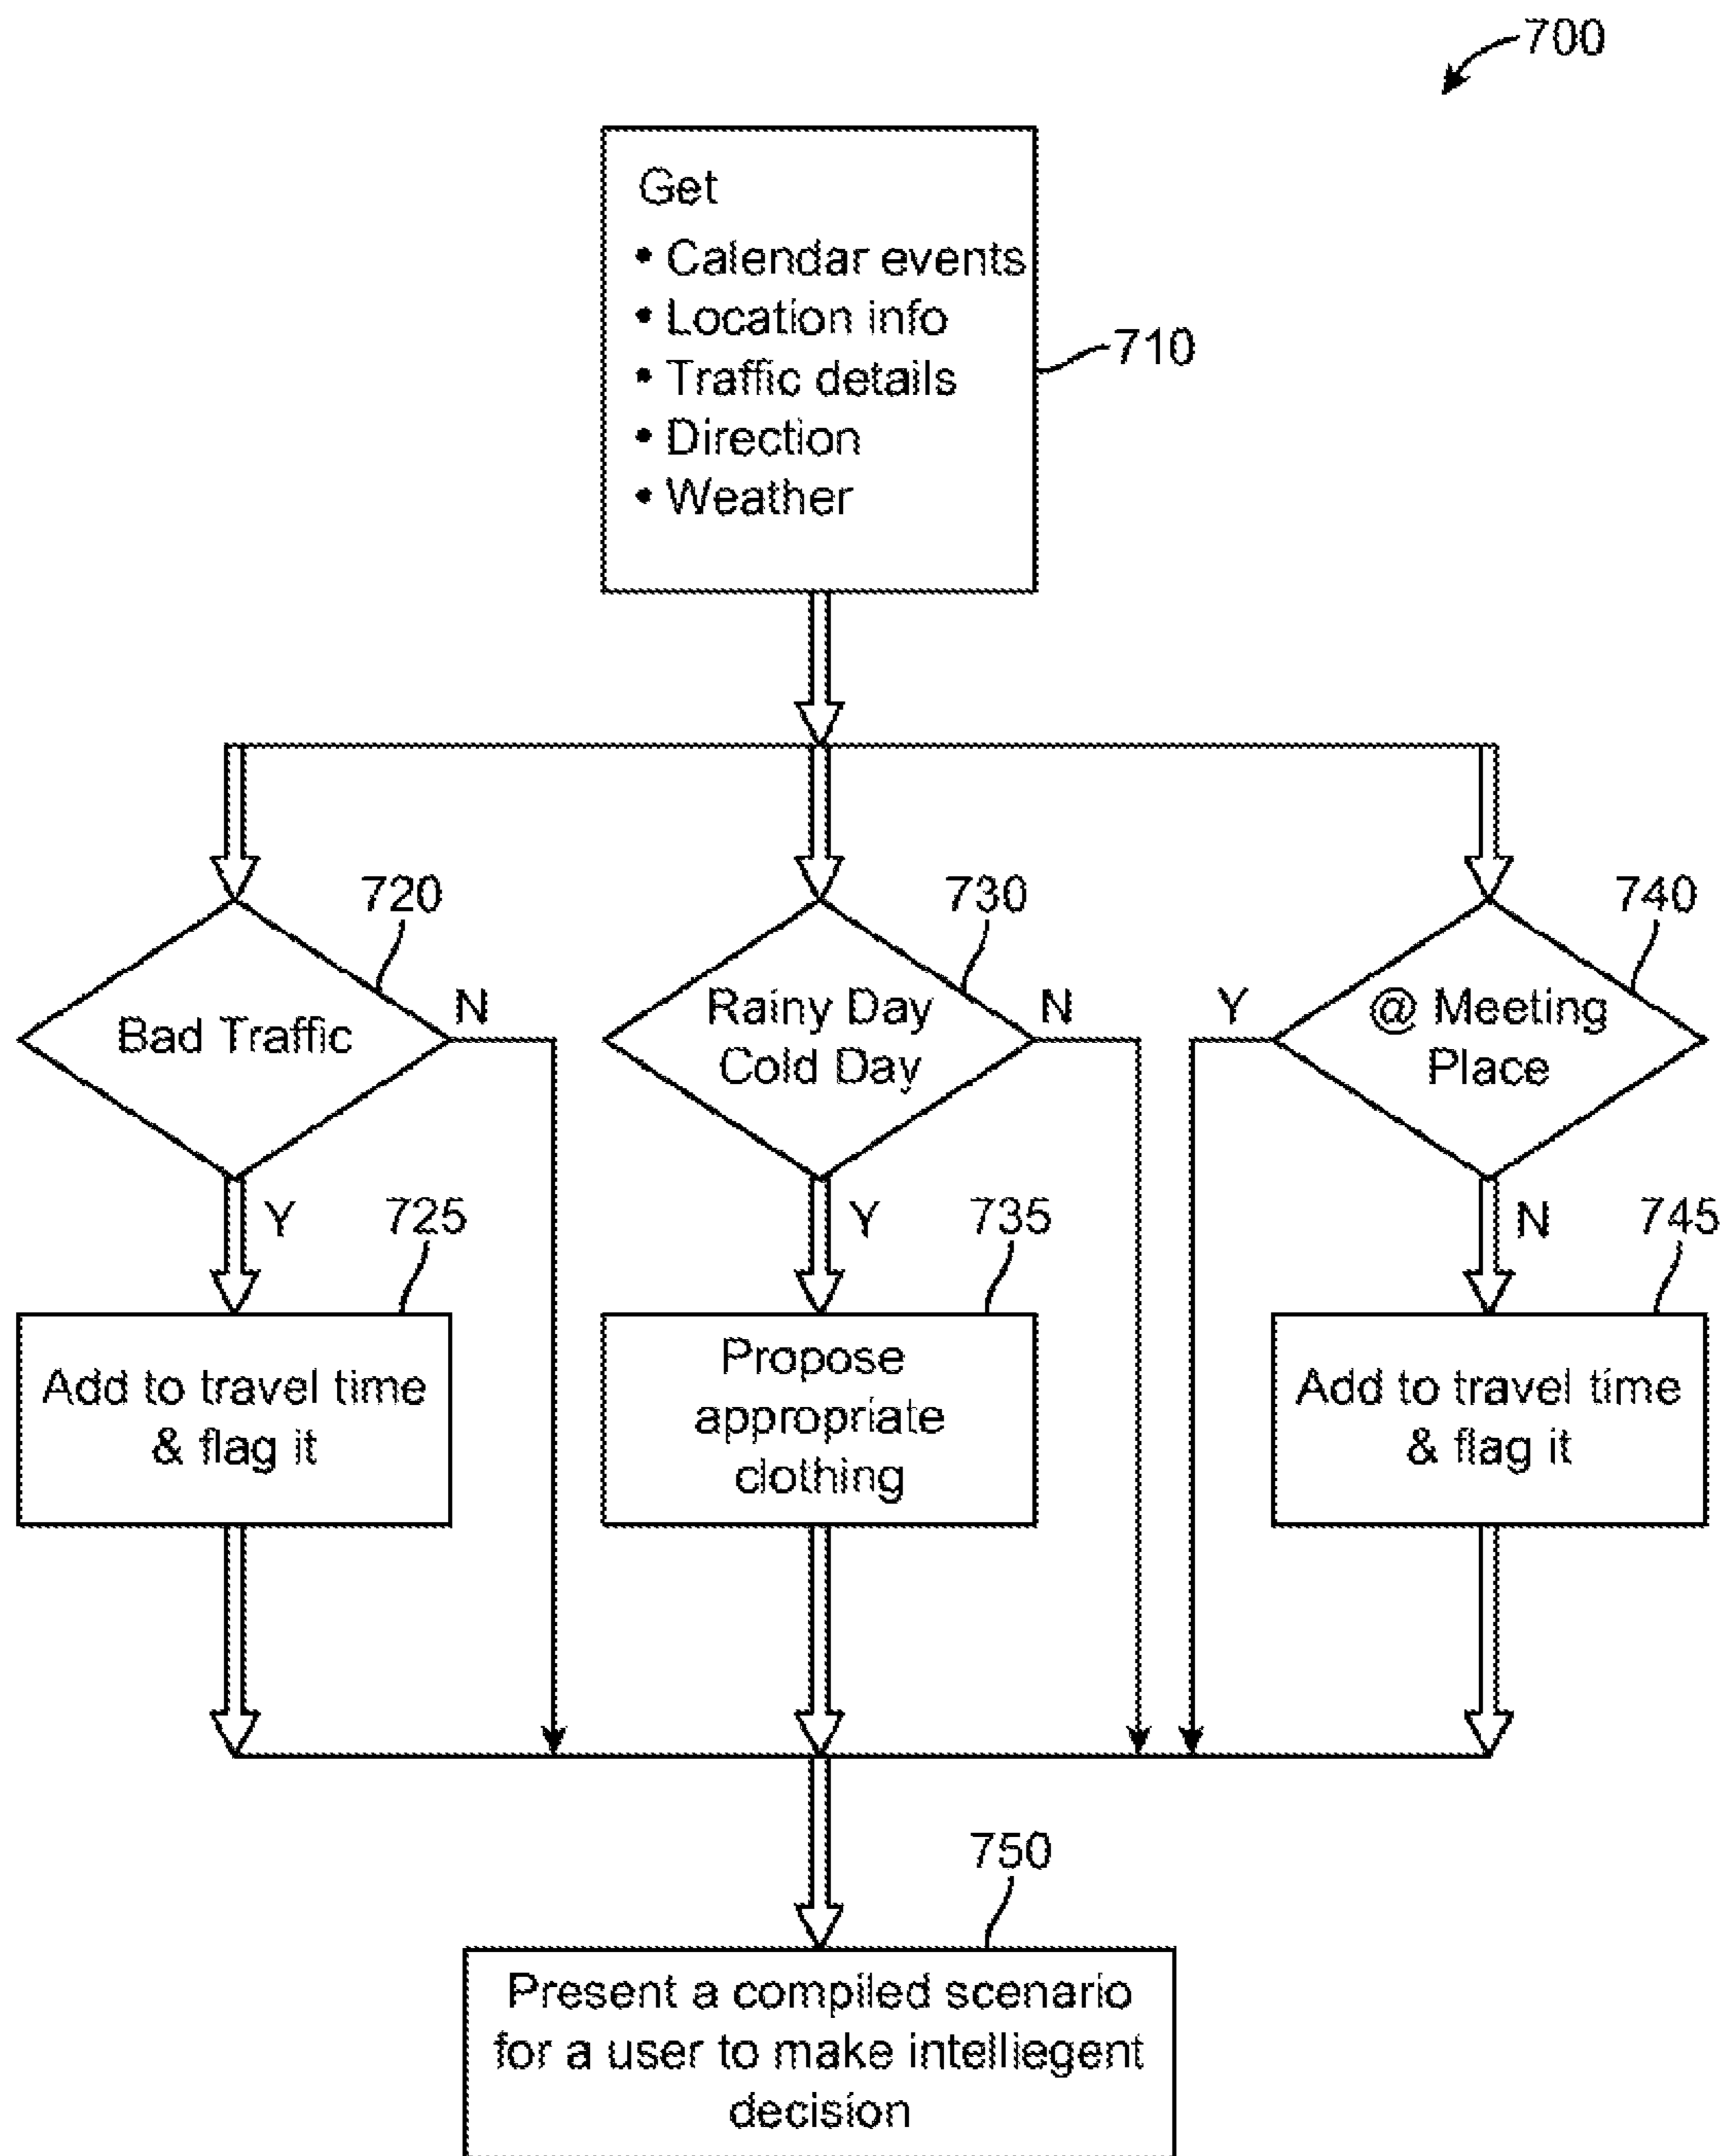 700
Get
• Calendar events
• Location info
• Traffic details
• Direction
• Weather
710
720
Bad Traffic
N
Y
730
Rainy Day
Cold Day
N
Y
740
@ Meeting
Place
Y
N
725
Add to travel time
& flag it
735
Propose
appropriate
clothing
745
Add to travel time
& flag it
750
Present a compiled scenario
for a user to make intelliegent
decision